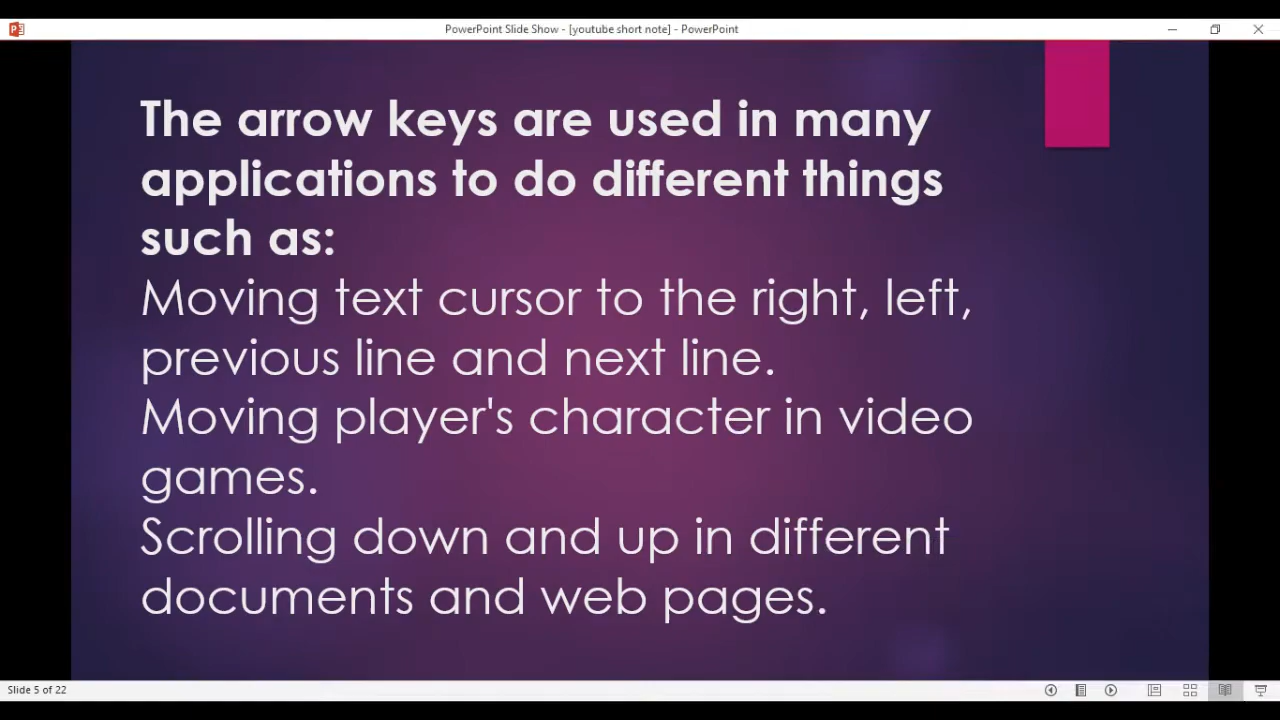 PowerPoint Slide Show - [youtube short note] - PowerPoint
The arrow keys are used in many
applications to do different things
such as:
Moving text cursor to the right, left,
previous line and next line.
Moving player's character in video
games.
Scrolling down and up in different
documents and web pages.
Slide 5 of 22